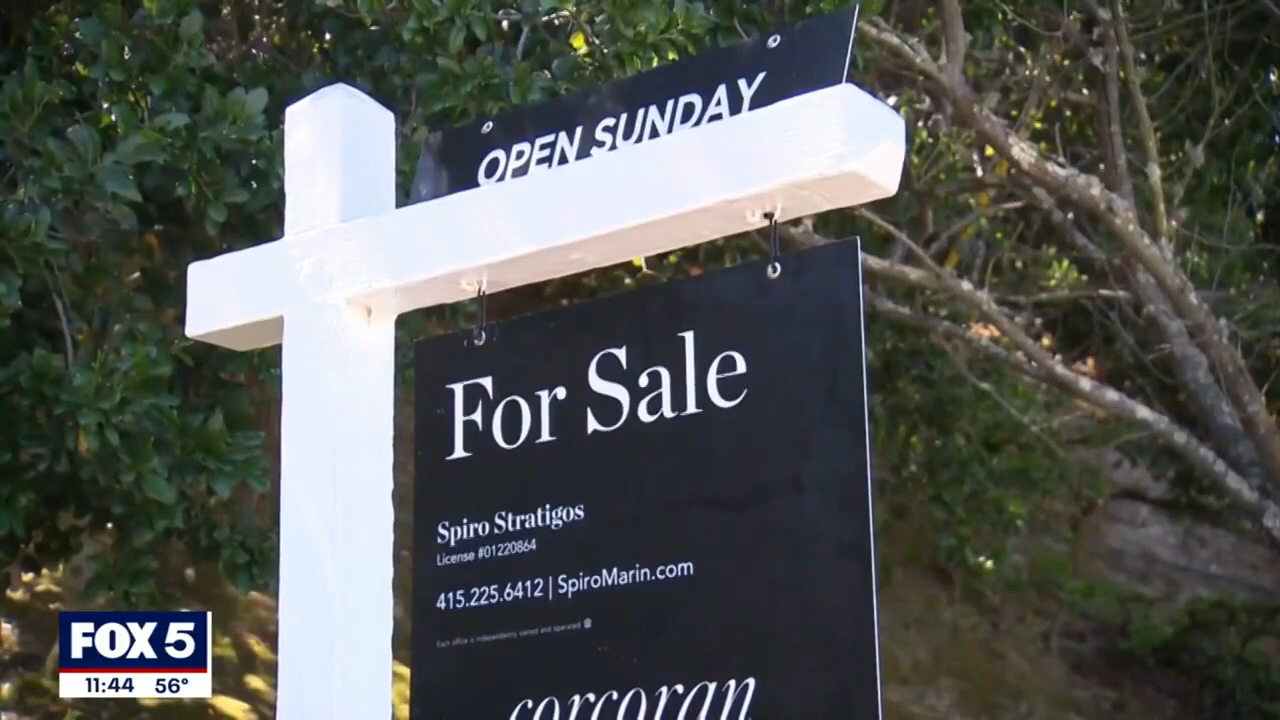 OPEN SUNDAY
For Sale
Spiro Stratigos
License #01220864
415.225.6412 | SpiroMarin.com
Each office is independently owned and operated.
corcoran
FOX 5
11:44 56°